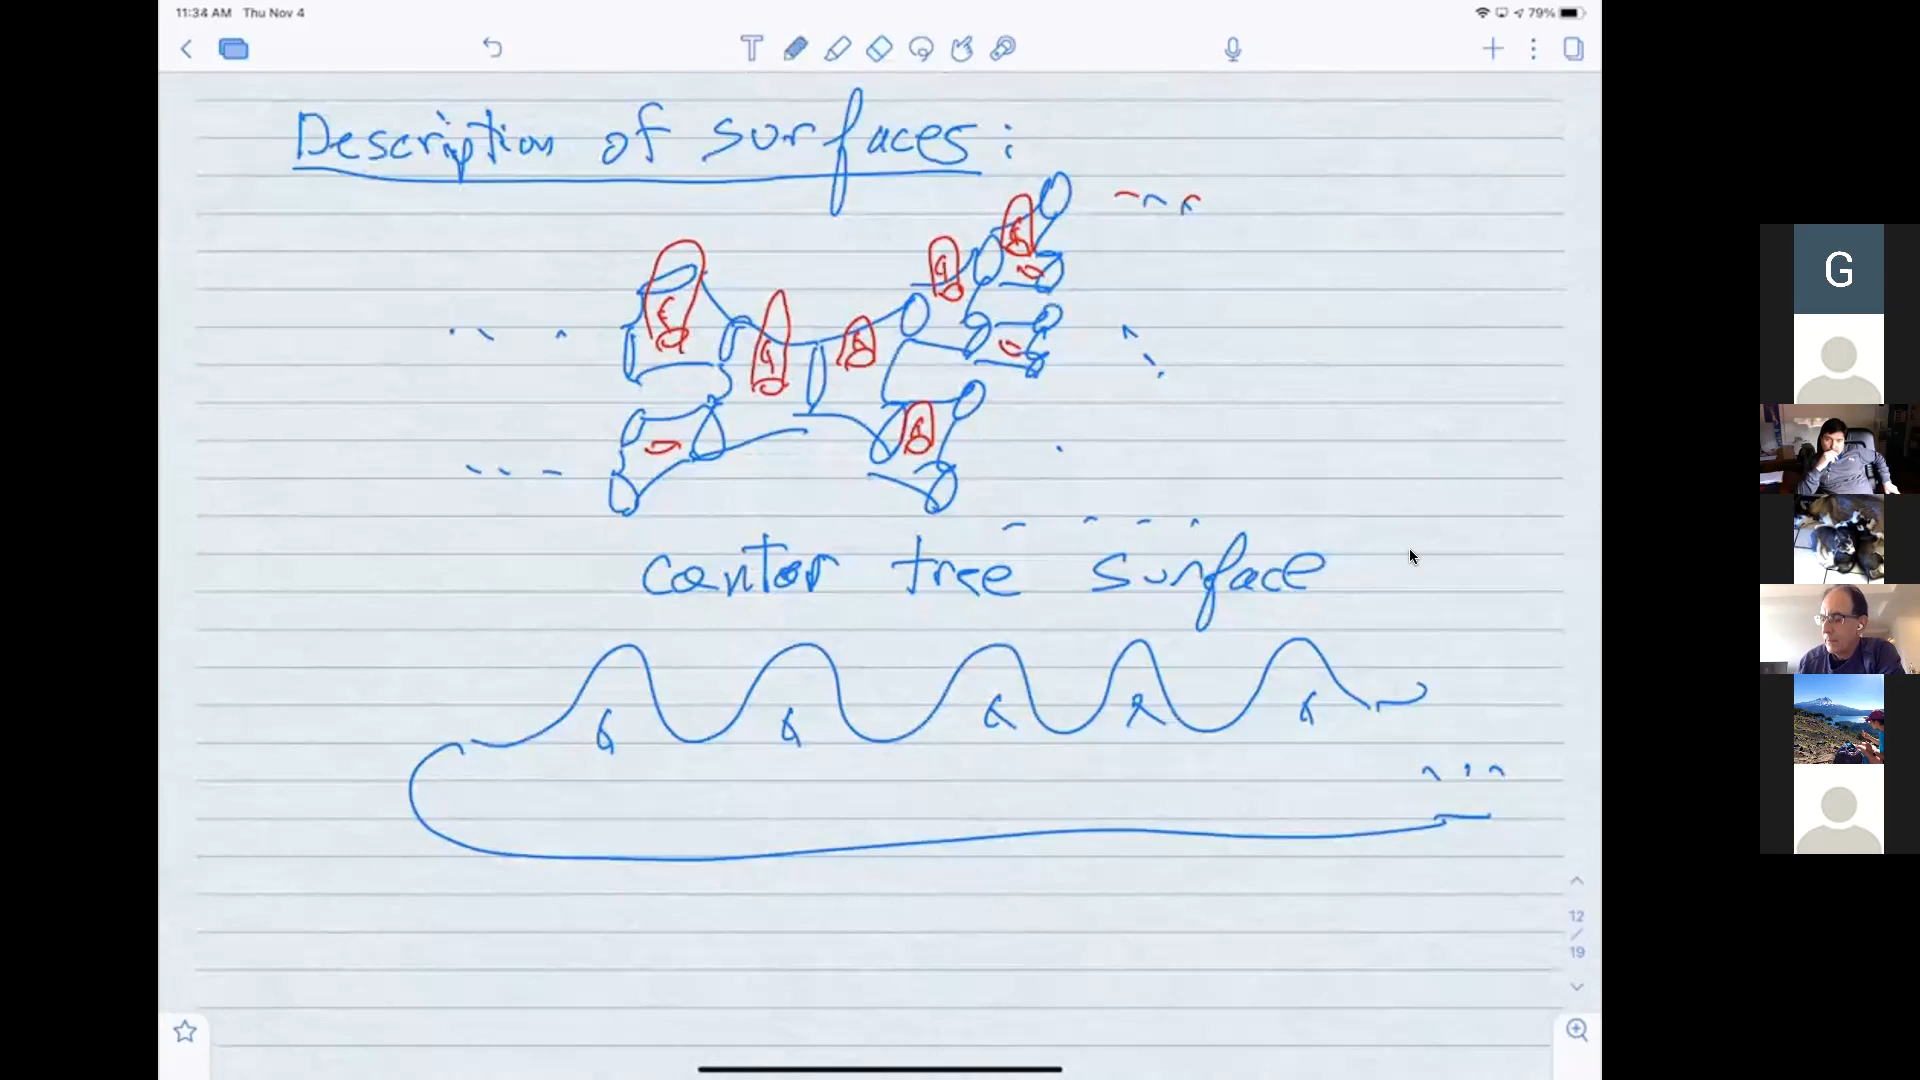 11:34 AM Thu Nov 4
79%
T
Description of surfaces:
G
cantor tree surface
12
/
19